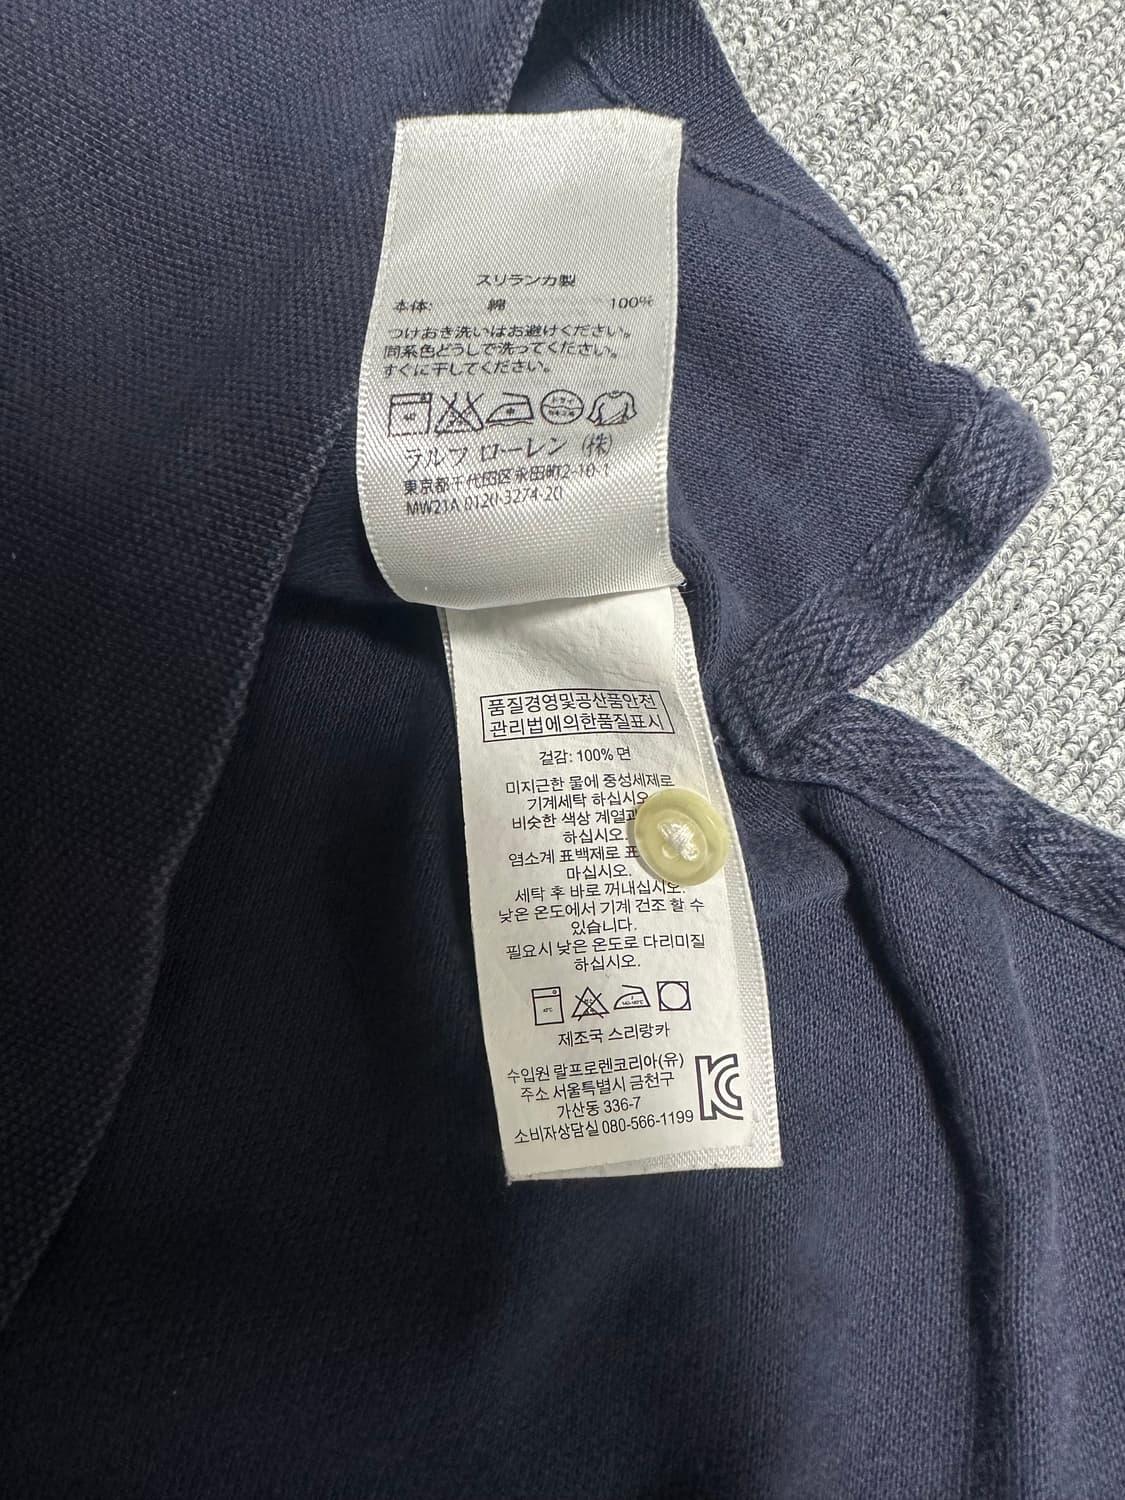 スリランカ製
本体: 綿 100%
つけおき洗いはお避けください。
同系色どうしで洗ってください。
すぐに干してください。
ラルフ ローレン (株)
東京都千代田区永田町2-10-1
MW21A 0120-3274-20
품질경영및공산품안전
관리법에의한품질표시
겉감: 100% 면
미지근한 물에 중성세제로
기계세탁 하십시오
비슷한 색상 계열과
하십시오.
염소계 표백제로 표
마십시오.
세탁 후 바로 꺼내십시오.
낮은 온도에서 기계 건조 할 수
있습니다.
필요시 낮은 온도로 다리미질
하십시오.
제조국 스리랑카
수입원 랄프로렌코리아(유)
주소 서울특별시 금천구
가산동 336-7
소비자상담실 080-566-1199